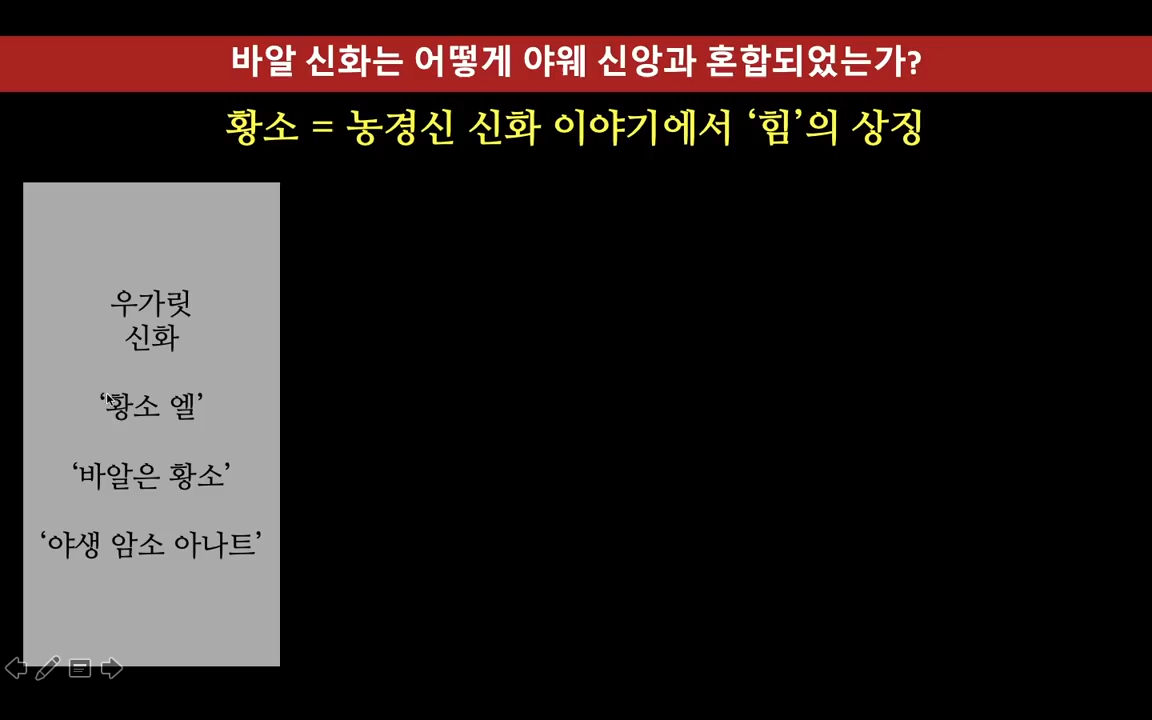 바알 신화는 어떻게 야웨 신앙과 혼합되었는가?
황소 = 농경신 신화 이야기에서 ‘힘’의 상징
우가릿
신화
‘황소 엘’
‘바알은 황소’
‘야생 암소 아나트’